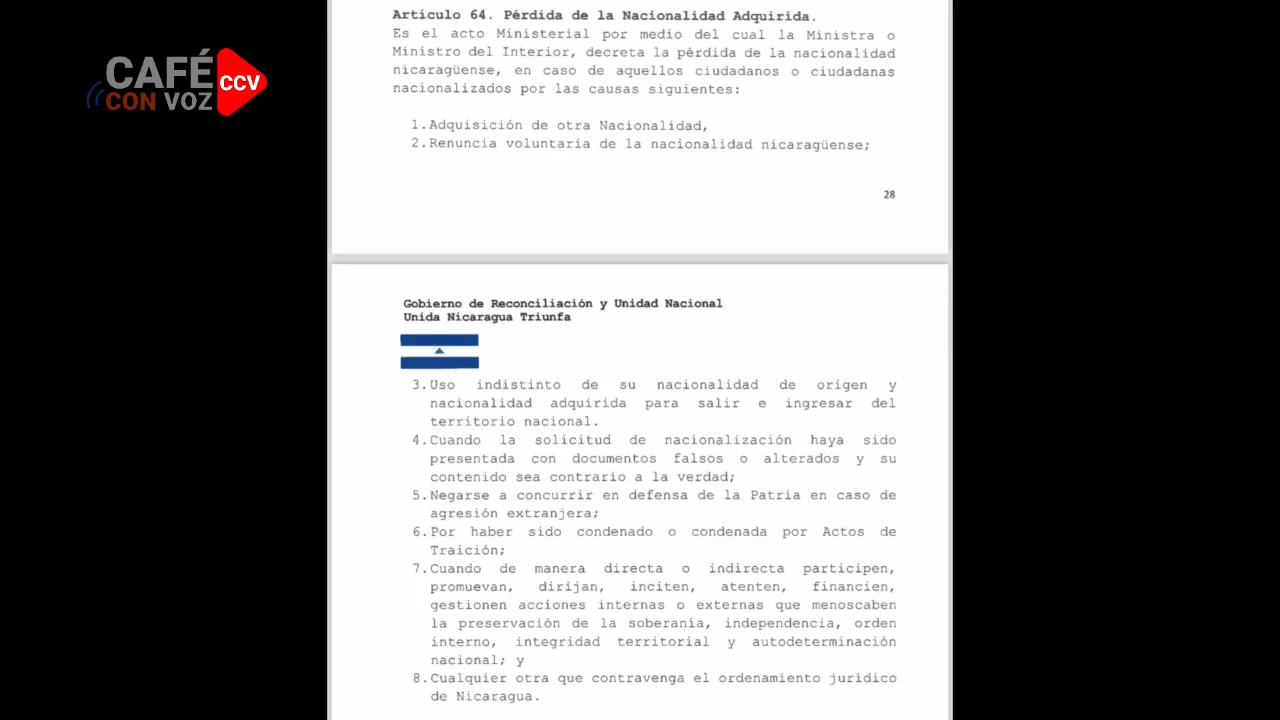 CAFÉ
CON VOZ
CCV
Artículo 64. Pérdida de la Nacionalidad Adquirida.
Es el acto Ministerial por medio del cual la Ministra o
Ministro del Interior, decreta la pérdida de la nacionalidad
nicaragüense, en caso de aquellos ciudadanos o ciudadanas
nacionalizados por las causas siguientes:
1.Adquisición de otra Nacionalidad,
2.Renuncia voluntaria de la nacionalidad nicaragüense;
28
Gobierno de Reconciliación y Unidad Nacional
Unida Nicaragua Triunfa
3.Uso indistinto de su nacionalidad de origen y
nacionalidad adquirida para salir e ingresar del
territorio nacional.
4.Cuando la solicitud de nacionalización haya sido
presentada con documentos falsos o alterados y su
contenido sea contrario a la verdad;
5.Negarse a concurrir en defensa de la Patria en caso de
agresión extranjera;
6.Por haber sido condenado o condenada por Actos de
Traición;
7.Cuando de manera directa o indirecta participen,
promuevan, dirijan, inciten, atenten, financien,
gestionen acciones internas o externas que menoscaben
la preservación de la soberanía, independencia, orden
interno, integridad territorial y autodeterminación
nacional; y
8.Cualquier otra que contravenga el ordenamiento jurídico
de Nicaragua.